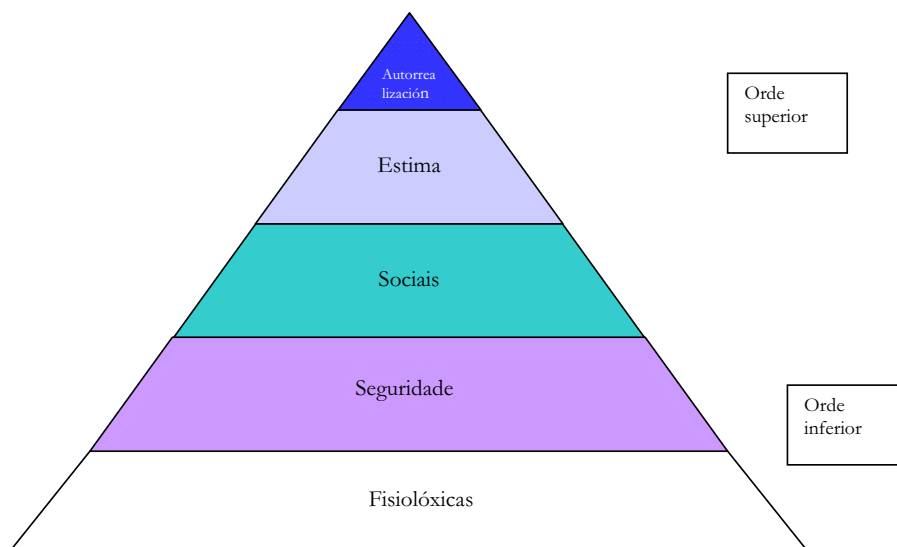 Autorrea
lización
Orde
superior
Estima
Sociais
Seguridade
Orde
inferior
Fisiolóxicas